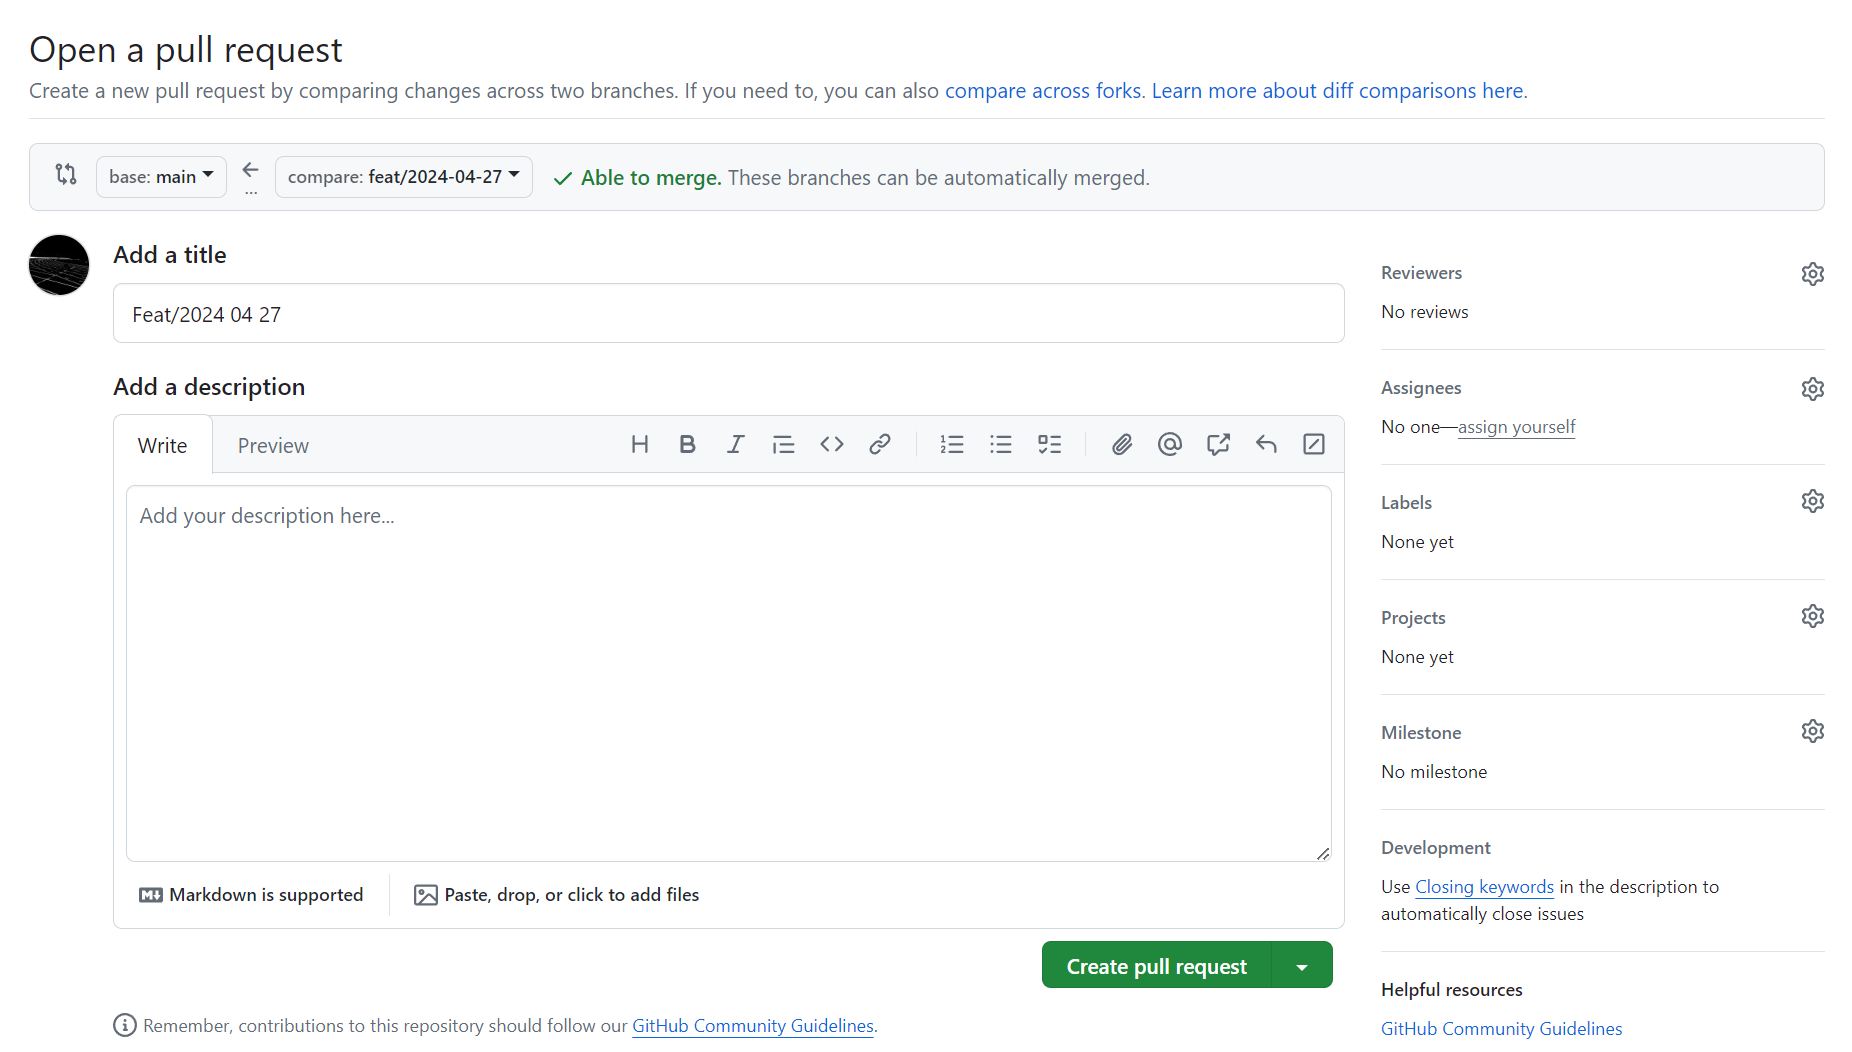 Open a pull request
Create a new pull request by comparing changes across two branches. If you need to, you can also compare across forks. Learn more about diff comparisons here.
base: main
...
compare: feat/2024-04-27
Able to merge. These branches can be automatically merged.
Add a title
Feat/2024 04 27
Add a description
Write
Preview
Add your description here...
Markdown is supported
Paste, drop, or click to add files
Create pull request
Remember, contributions to this repository should follow our GitHub Community Guidelines.
Reviewers
No reviews
Assignees
No one—assign yourself
Labels
None yet
Projects
None yet
Milestone
No milestone
Development
Use Closing keywords in the description to
automatically close issues
Helpful resources
GitHub Community Guidelines